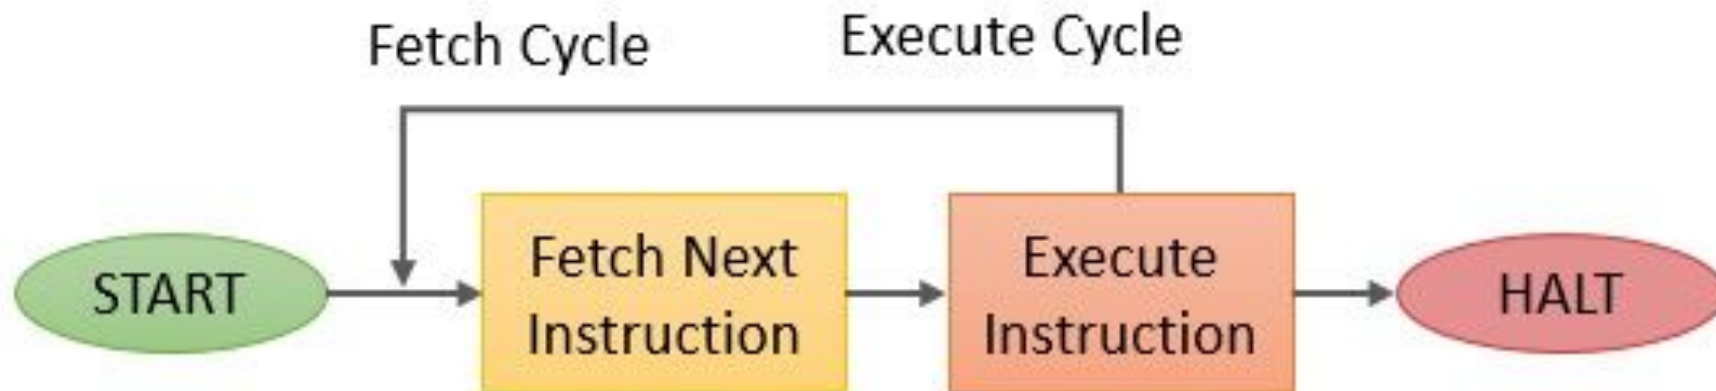 Fetch Cycle
Execute Cycle
START
Fetch Next
Instruction
Execute
Instruction
HALT